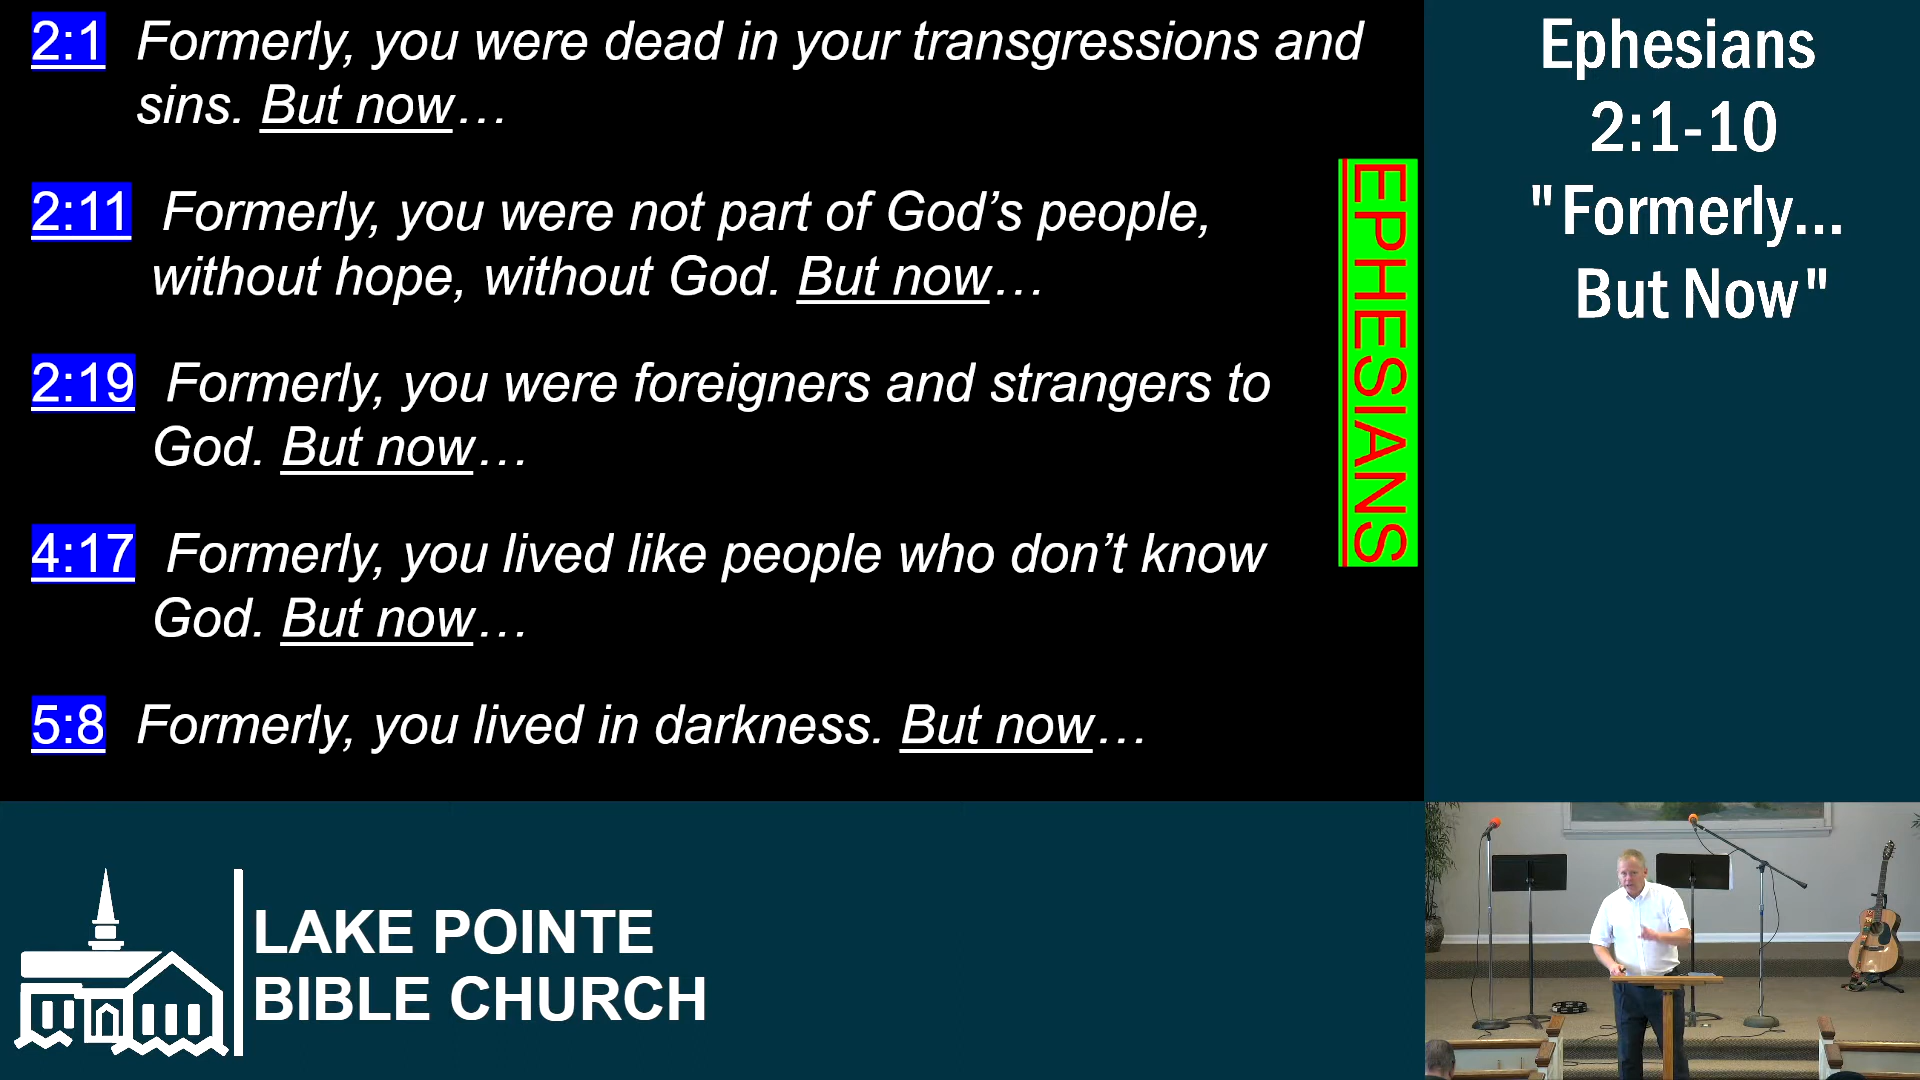 2:1 Formerly, you were dead in your transgressions and
sins. But now…
2:11 Formerly, you were not part of God’s people,
without hope, without God. But now…
2:19 Formerly, you were foreigners and strangers to
God. But now…
4:17 Formerly, you lived like people who don’t know
God. But now…
5:8 Formerly, you lived in darkness. But now…
EPHESIANS
Ephesians
2:1-10
"Formerly...
But Now"
LAKE POINTE
BIBLE CHURCH